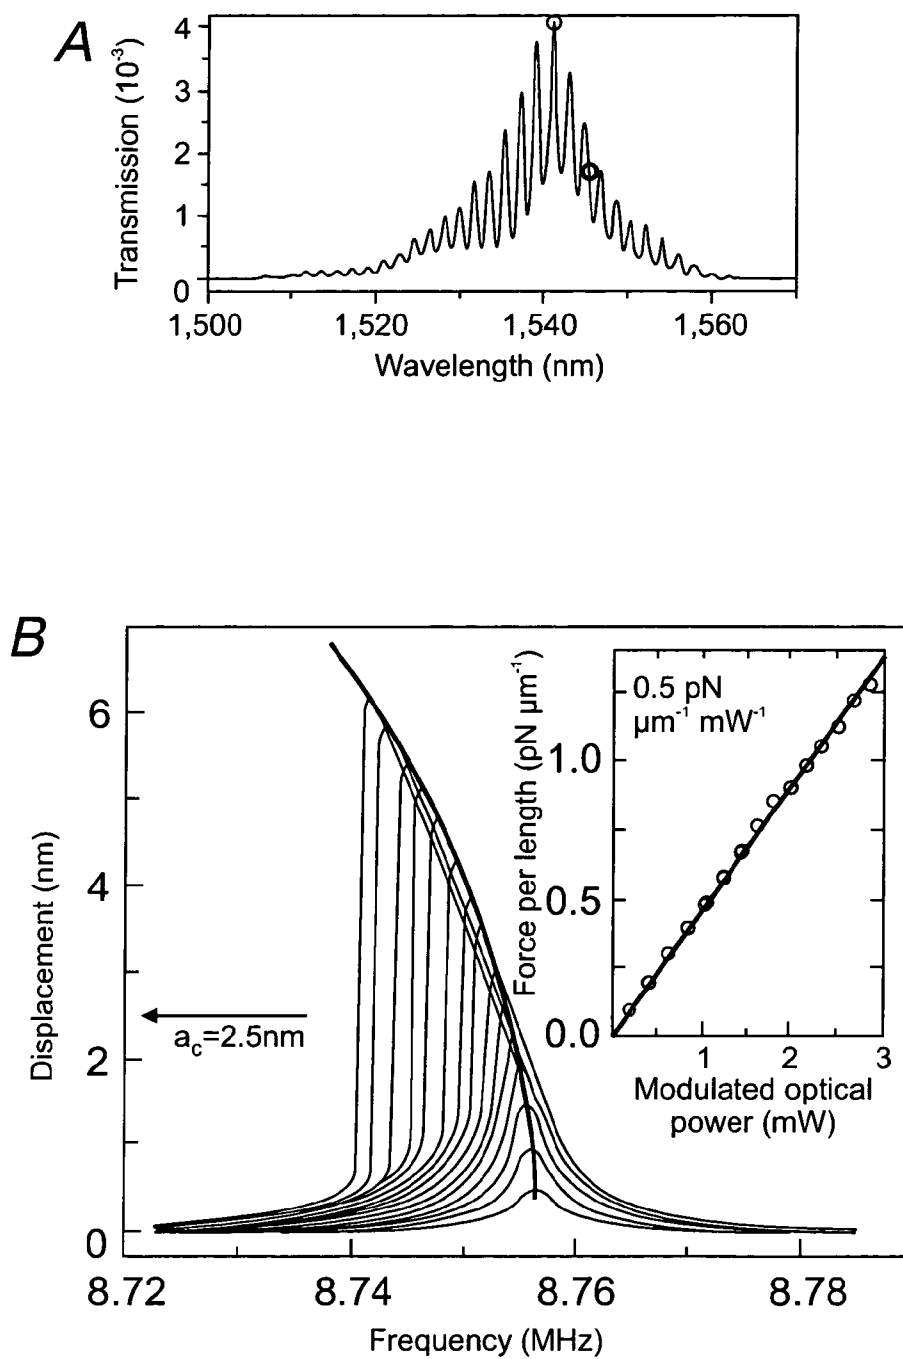 A
Transmission (10⁻³)
4
3
2
1
0
1,500
1,520
1,540
1,560
Wavelength (nm)
B
Displacement (nm)
6
4
2
0
a_c=2.5nm
8.72
8.74
8.76
8.78
Frequency (MHz)
Force per length (pN µm⁻¹)
0.5 pN
µm⁻¹ mW⁻¹
1.0
0.5
0.0
1
2
3
Modulated optical
power (mW)